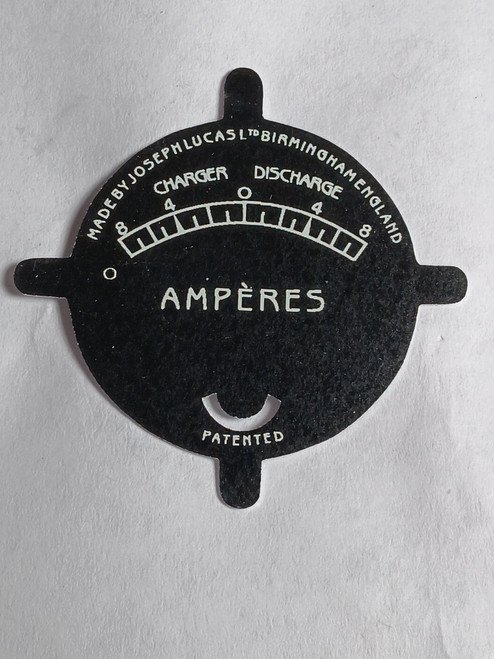 MADE BY JOSEPH LUCAS LTD BIRMINGHAM ENGLAND
CHARGER DISCHARGE
8 4 0 4 8
AMPÈRES
PATENTED